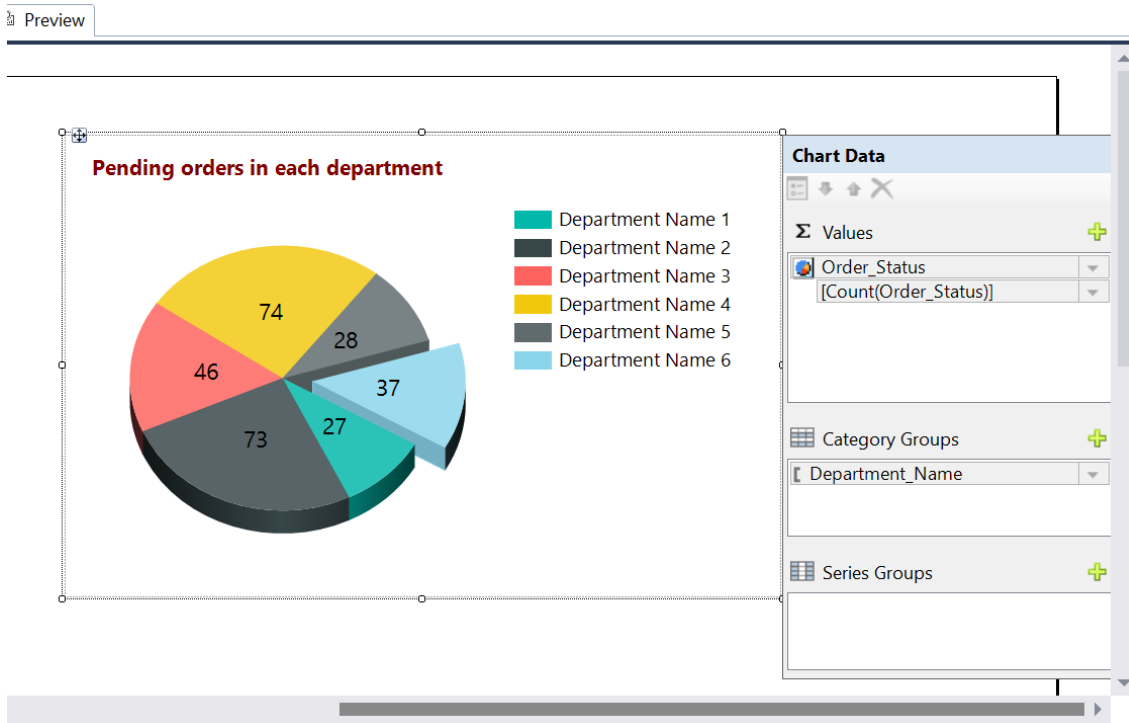 Preview
Pending orders in each department
Department Name 1
Department Name 2
Department Name 3
Department Name 4
Department Name 5
Department Name 6
74
28
46
37
27
73
Chart Data
Σ Values
Order_Status
[Count(Order_Status)]
Category Groups
Department_Name
Series Groups